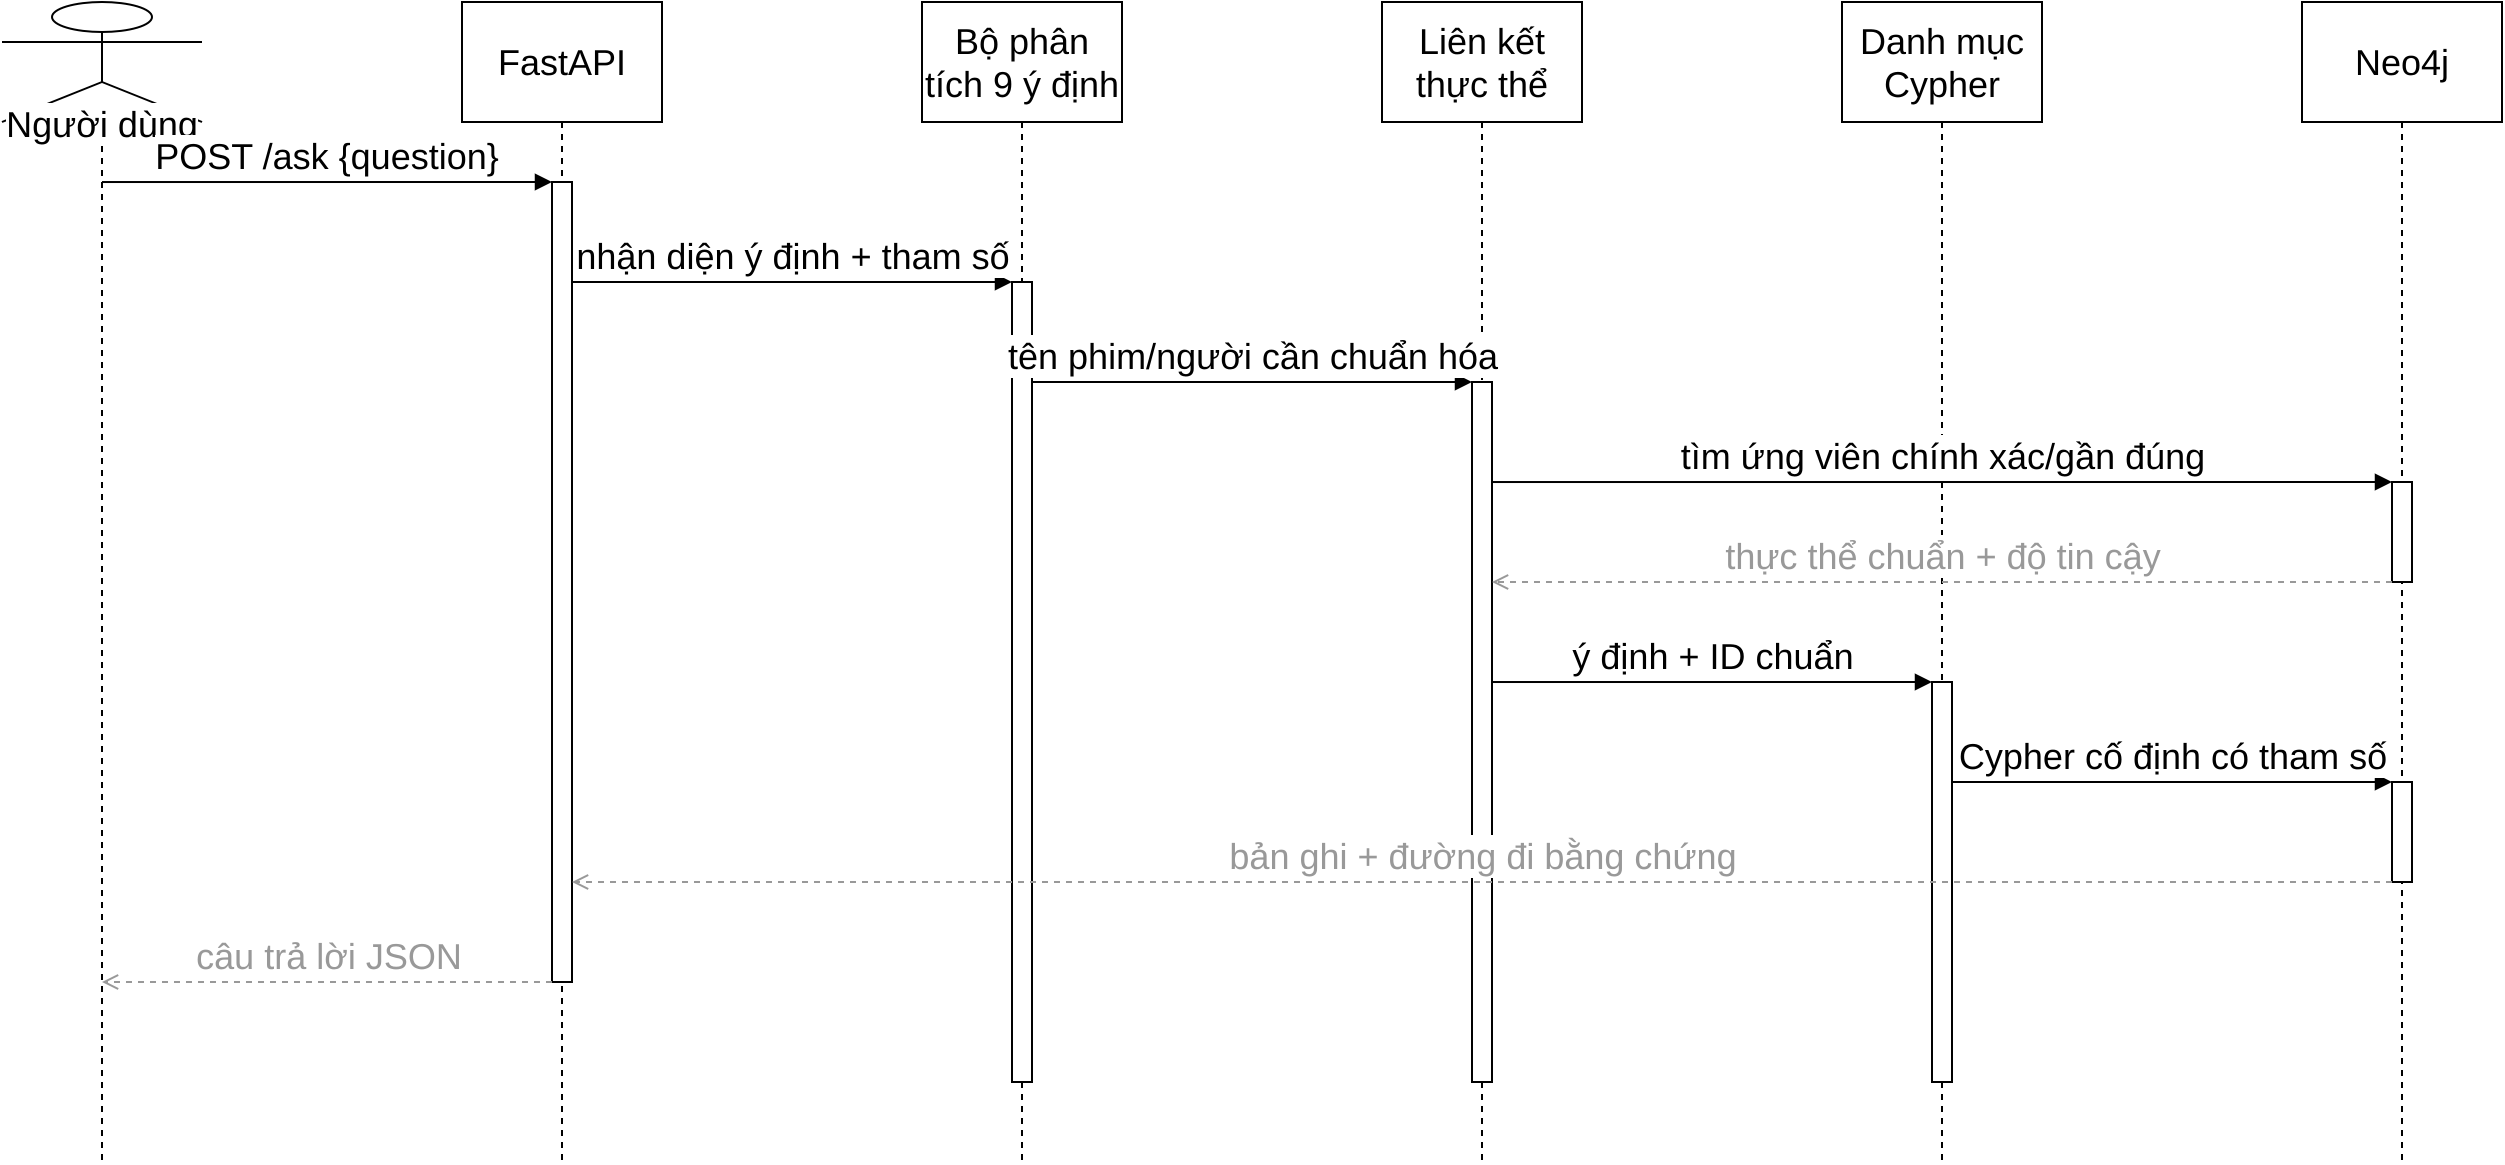 Người dùng
FastAPI
Bộ phân
tích 9 ý định
Liên kết
thực thể
Danh mục
Cypher
Neo4j
POST /ask {question}
nhận diện ý định + tham số
tên phim/người cần chuẩn hóa
tìm ứng viên chính xác/gần đúng
thực thể chuẩn + độ tin cậy
ý định + ID chuẩn
Cypher cố định có tham số
bản ghi + đường đi bằng chứng
câu trả lời JSON